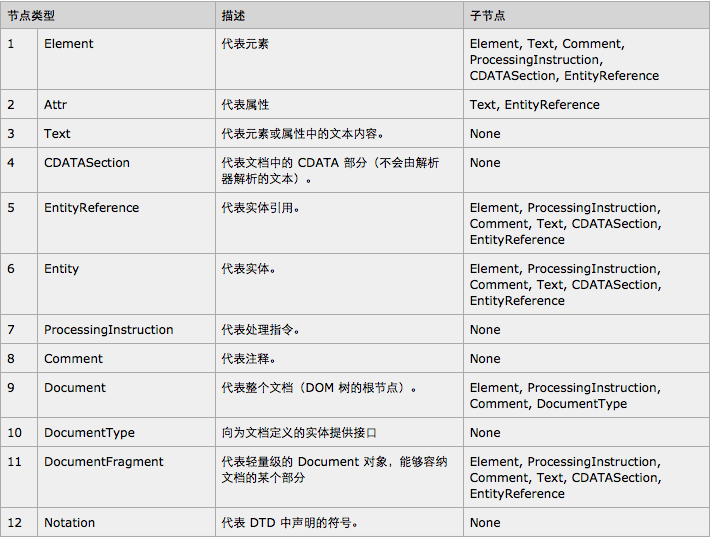 节点类型 描述 子节点
1 Element 代表元素 Element, Text, Comment,
ProcessingInstruction,
CDATASection, EntityReference
2 Attr 代表属性 Text, EntityReference
3 Text 代表元素或属性中的文本内容。 None
4 CDATASection 代表文档中的 CDATA 部分（不会由解析 None
器解析的文本）。
5 EntityReference 代表实体引用。 Element, ProcessingInstruction,
Comment, Text, CDATASection,
EntityReference
6 Entity 代表实体。 Element, ProcessingInstruction,
Comment, Text, CDATASection,
EntityReference
7 ProcessingInstruction 代表处理指令。 None
8 Comment 代表注释。 None
9 Document 代表整个文档（DOM 树的根节点）。 Element, ProcessingInstruction,
Comment, DocumentType
10 DocumentType 向为文档定义的实体提供接口 None
11 DocumentFragment 代表轻量级的 Document 对象，能够容纳 Element, ProcessingInstruction,
文档的某个部分 Comment, Text, CDATASection,
EntityReference
12 Notation 代表 DTD 中声明的符号。 None